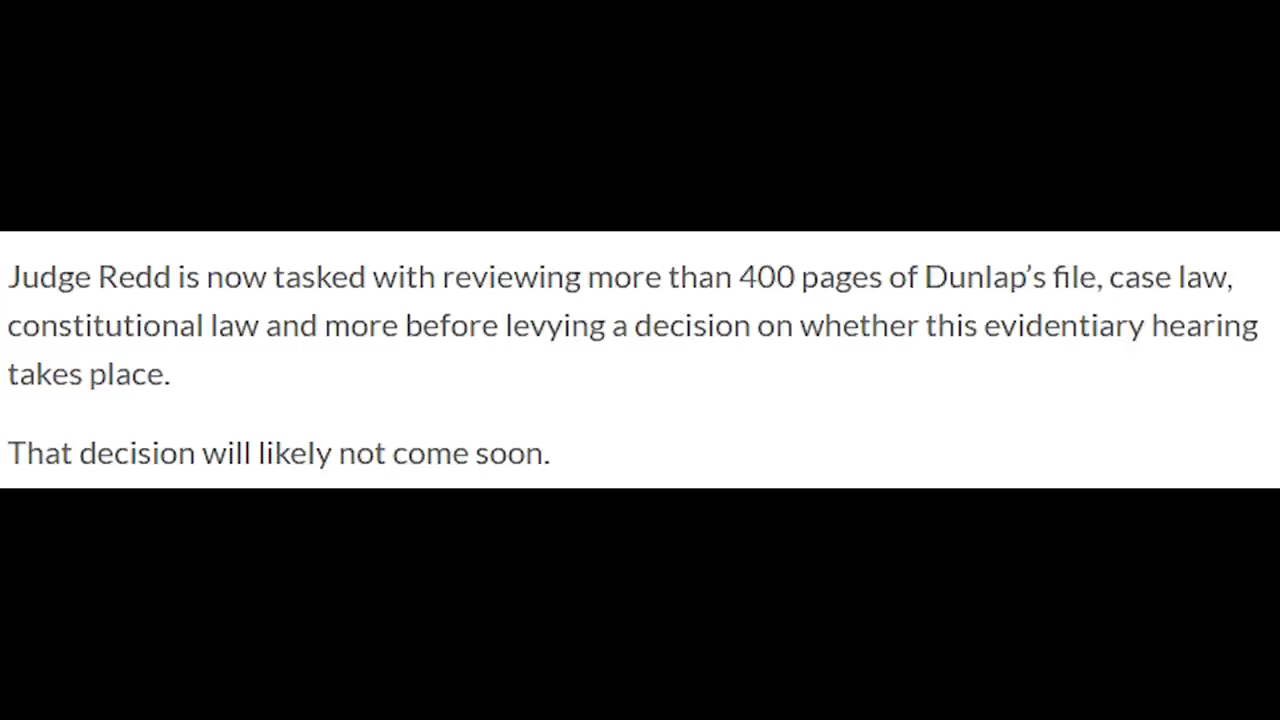 Judge Redd is now tasked with reviewing more than 400 pages of Dunlap’s file, case law,
constitutional law and more before levying a decision on whether this evidentiary hearing
takes place.
That decision will likely not come soon.